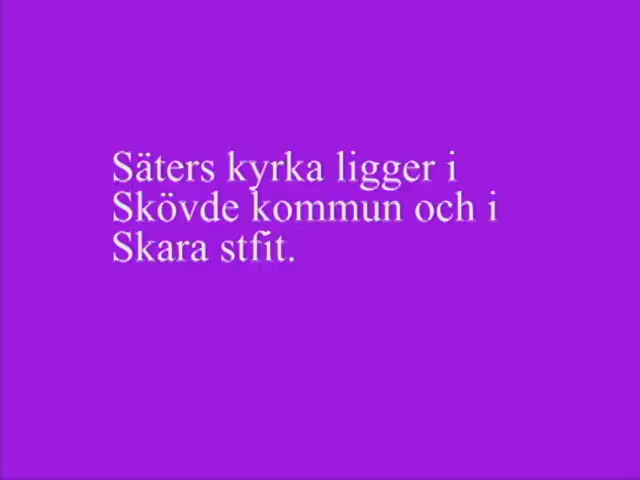 Säters kyrka ligger i
Skövde kommun och i
Skara stfit.